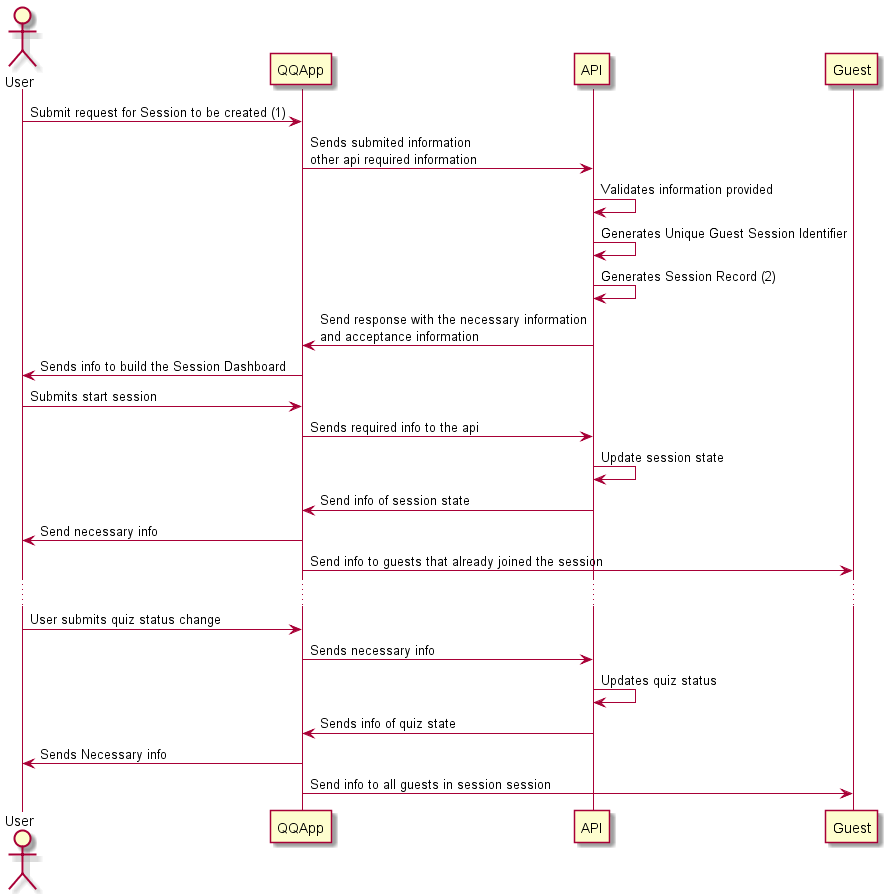 User
QQApp
API
Guest
Submit request for Session to be created (1)
Sends submited information
other api required information
Validates information provided
Generates Unique Guest Session Identifier
Generates Session Record (2)
Send response with the necessary information
and acceptance information
Sends info to build the Session Dashboard
Submits start session
Sends required info to the api
Update session state
Send info of session state
Send necessary info
Send info to guests that already joined the session
User submits quiz status change
Sends necessary info
Updates quiz status
Sends info of quiz state
Sends Necessary info
Send info to all guests in session session
User
QQApp
API
Guest